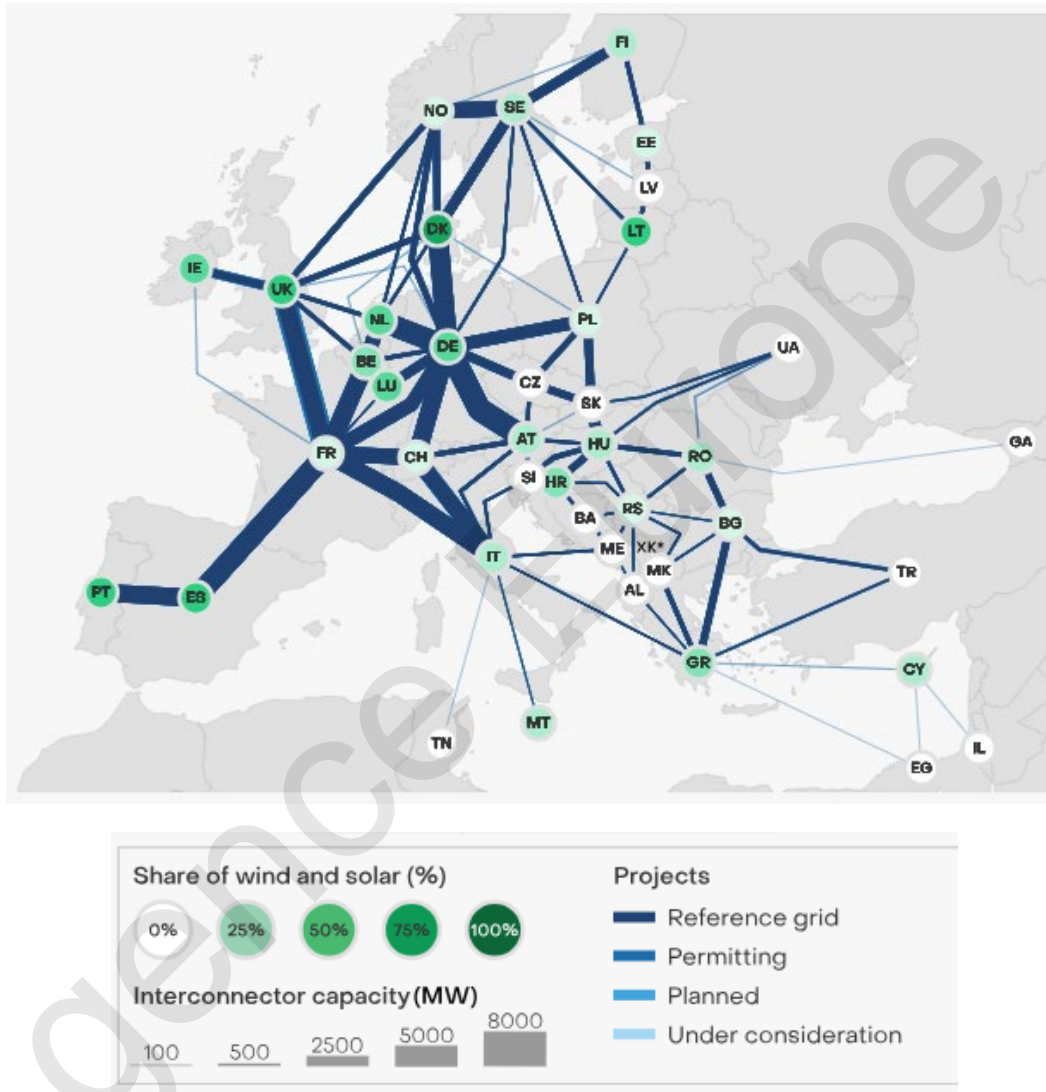 FI
NO
SE
EE
LV
DK
LT
IE
UK
NL
PL
DE
BE
UA
LU
CZ
SK
AT
HU
GA
FR
CH
RO
SI
HR
RS
BA
BG
ME
XK*
IT
MK
TR
AL
PT
ES
GR
CY
MT
TN
IL
EG
Share of wind and solar (%)
0% 25% 50% 75% 100%
Interconnector capacity (MW)
100 500 2500 5000 8000
Projects
Reference grid
Permitting
Planned
Under consideration
gence Europe